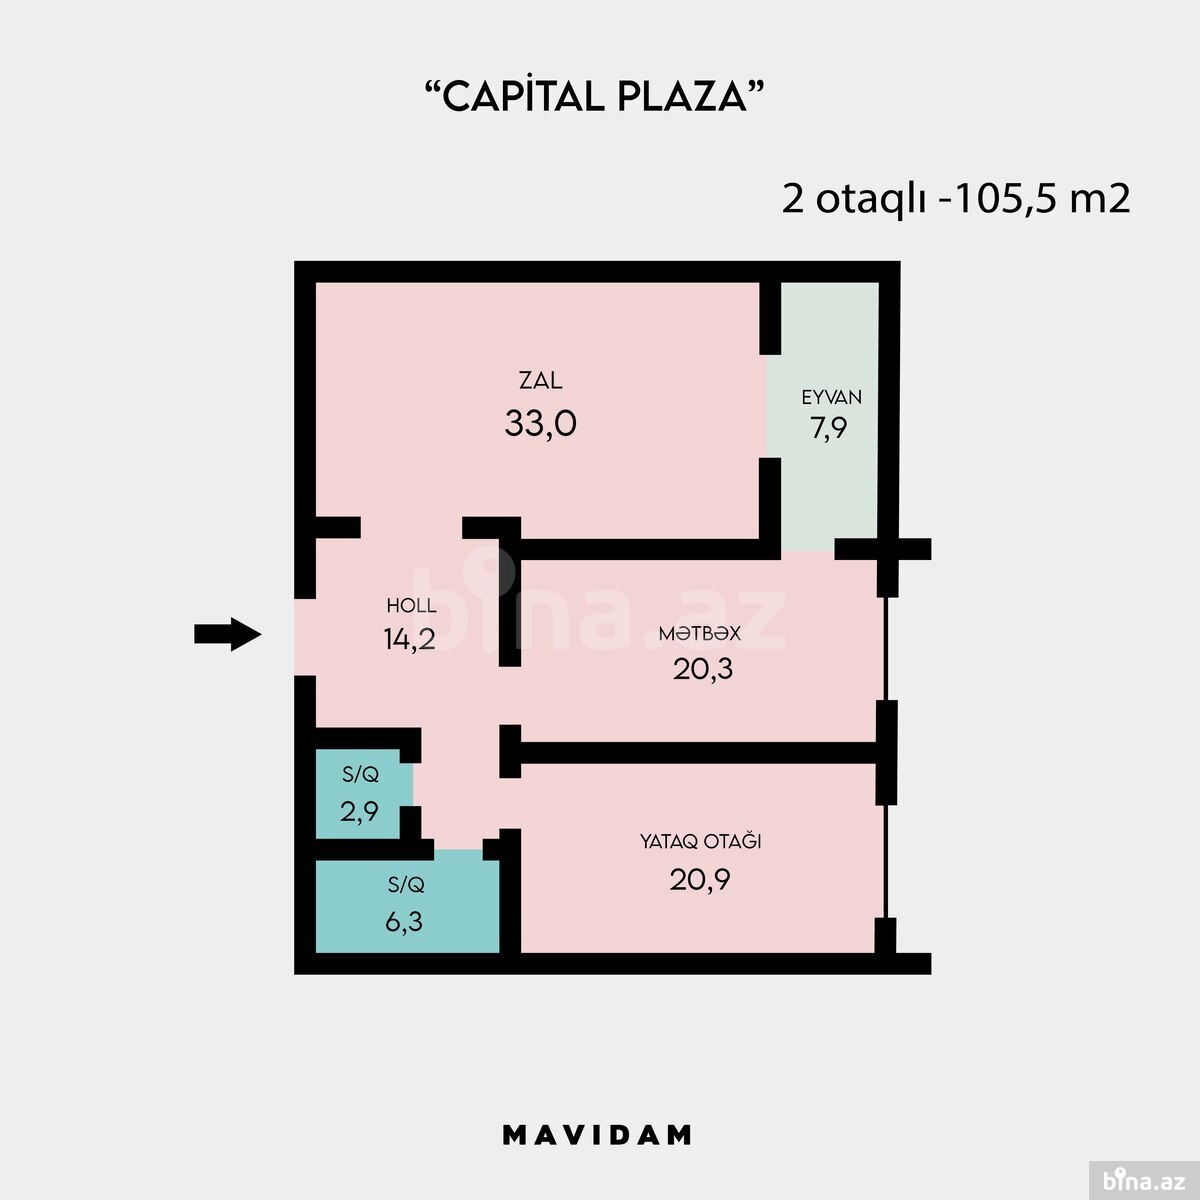 “CAPİTAL PLAZA”
2 otaqlı -105,5 m2
ZAL
33,0
EYVAN
7,9
HOLL
14,2
MƏTBƏX
20,3
bina.az
S/Q
2,9
YATAQ OTAĞI
20,9
S/Q
6,3
MAVIDAM
bina.az